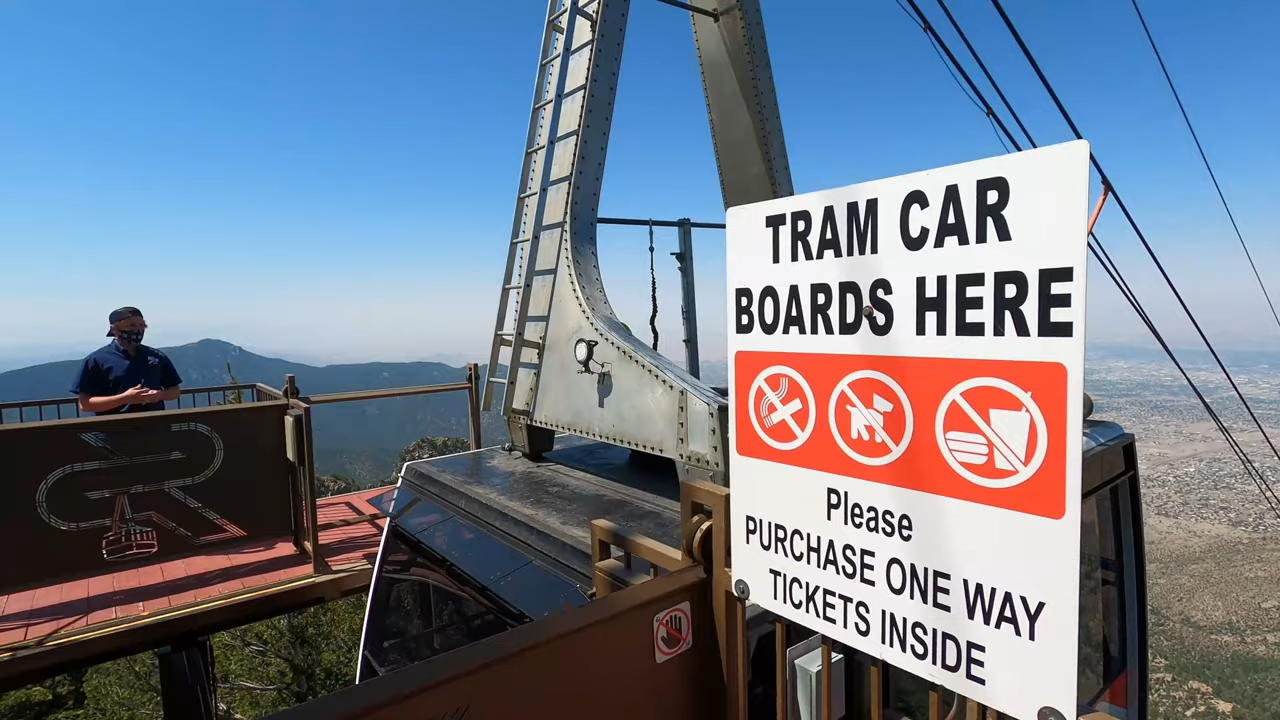 TRAM CAR
BOARDS HERE
Please
PURCHASE ONE WAY
TICKETS INSIDE